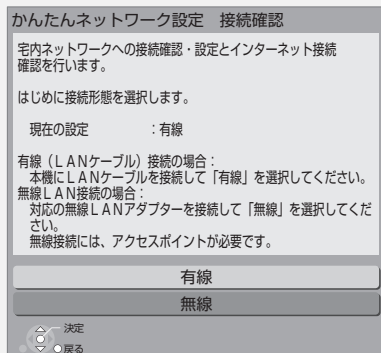 かんたんネットワーク設定　接続確認
宅内ネットワークへの接続確認・設定とインターネット接続
確認を行います。
はじめに接続形態を選択します。
現在の設定　　　：有線
有線（ＬＡＮケーブル）接続の場合：
本機にＬＡＮケーブルを接続して「有線」を選択してください。
無線ＬＡＮ接続の場合：
対応の無線ＬＡＮアダプターを接続して「無線」を選択してくだ
さい。
無線接続には、アクセスポイントが必要です。
有線
無線
決定
戻る